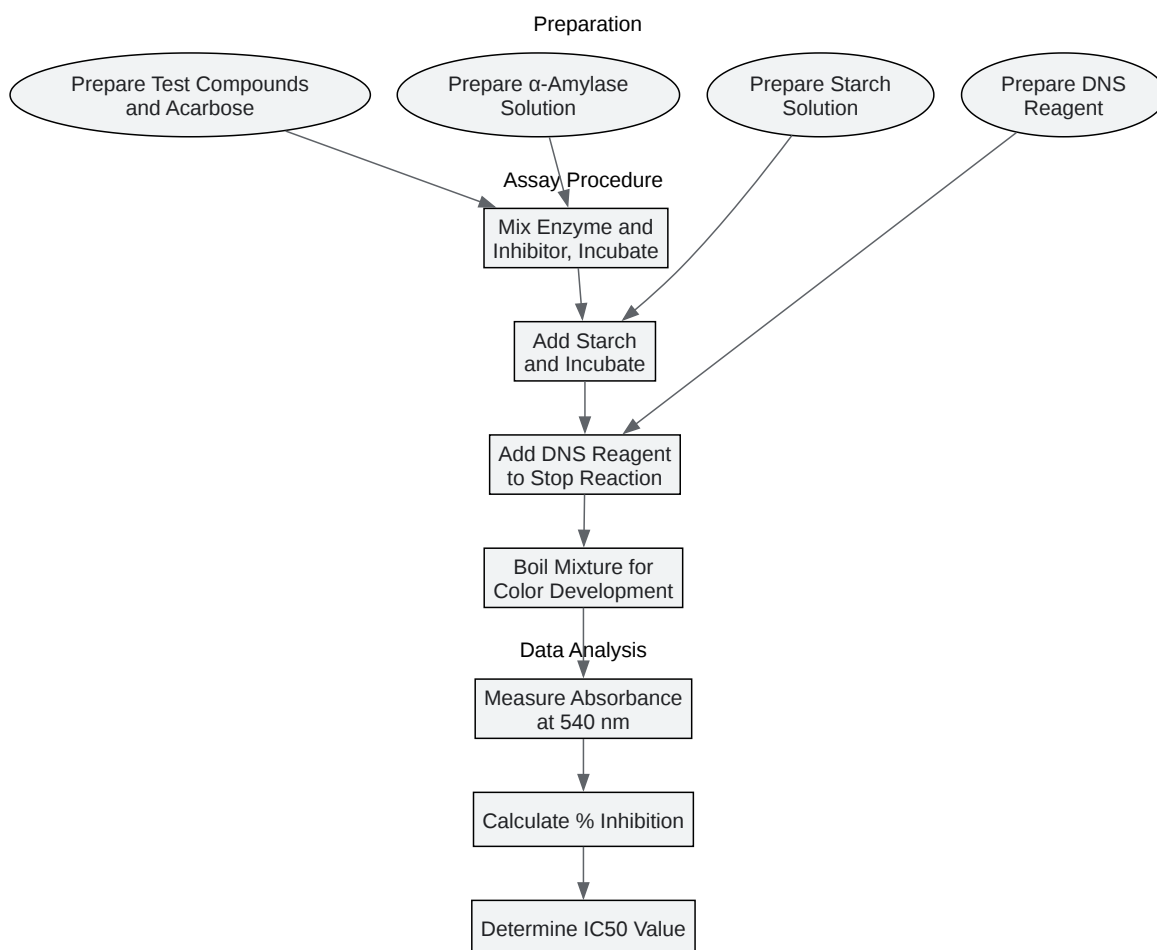 Preparation
Prepare Test Compounds
and Acarbose
Prepare α-Amylase
Solution
Prepare Starch
Solution
Prepare DNS
Reagent
Assay Procedure
Mix Enzyme and
Inhibitor, Incubate
Add Starch
and Incubate
Add DNS Reagent
to Stop Reaction
Boil Mixture for
Color Development
Data Analysis
Measure Absorbance
at 540 nm
Calculate % Inhibition
Determine IC50 Value